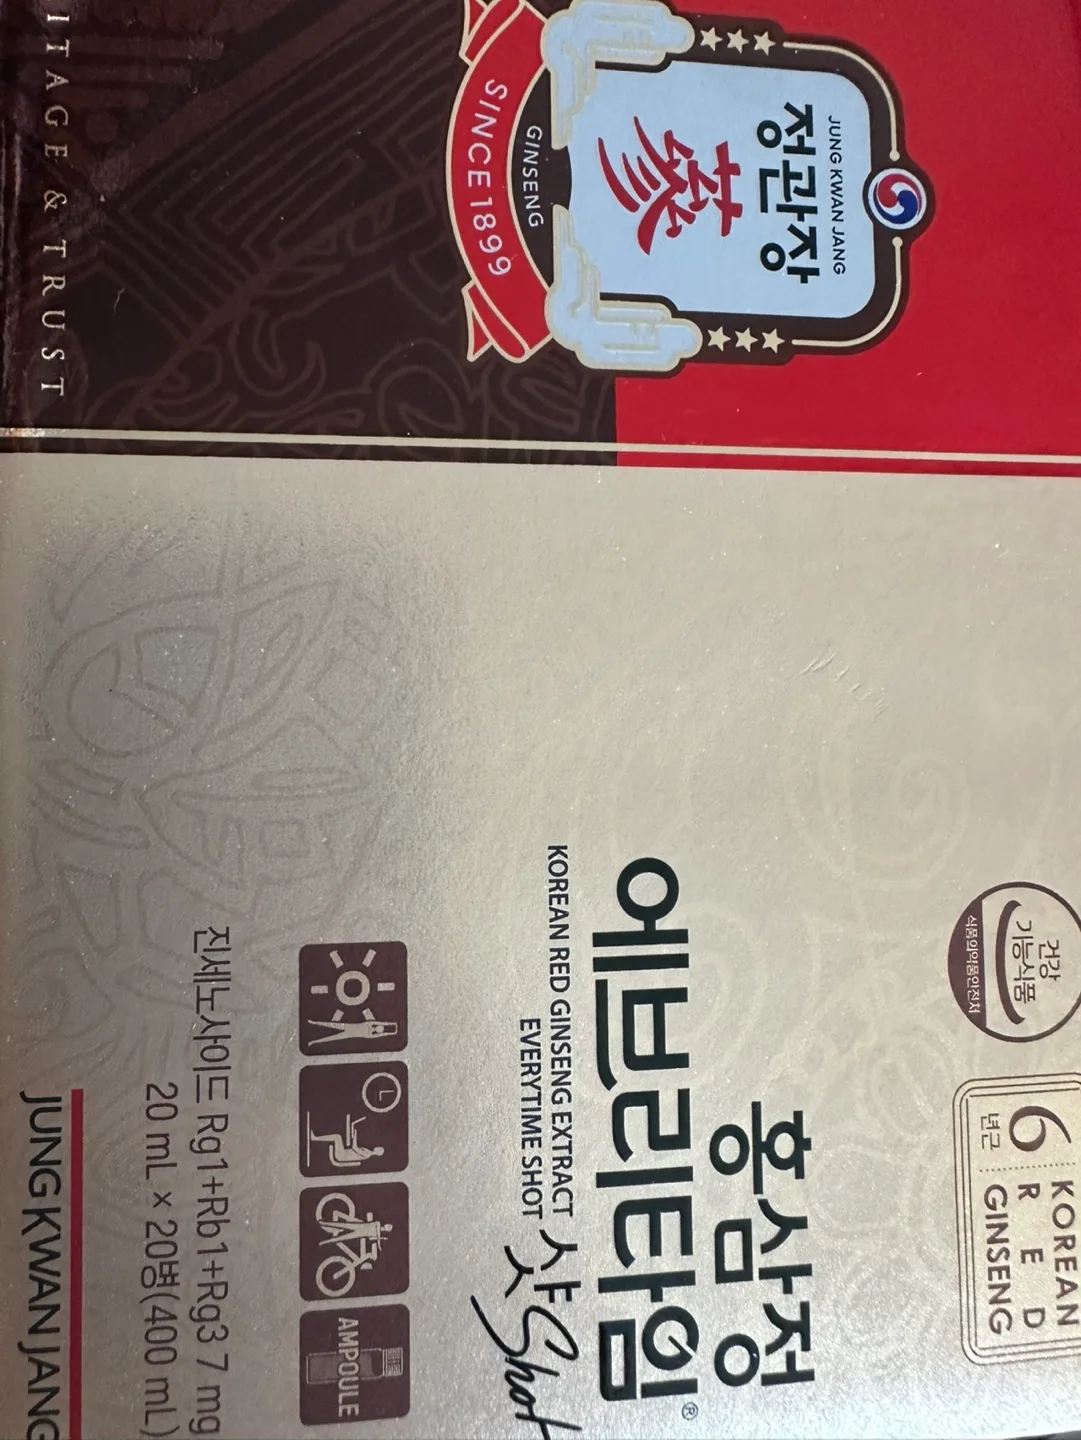 JUNG KWAN JANG
정관장
蔘
GINSENG
SINCE 1899
ITAGE & TRUST
건강
기능식품
식품의약품안전처
6
년근
KOREAN
RED
GINSENG
홍삼정
에브리타임®
KOREAN RED GINSENG EXTRACT
EVERYTIME SHOT
샷 Shot
AMPOULE
진세노사이드 Rg1+Rb1+Rg3 7 mg
20 mL × 20병(400 mL)
JUNG KWAN JANG